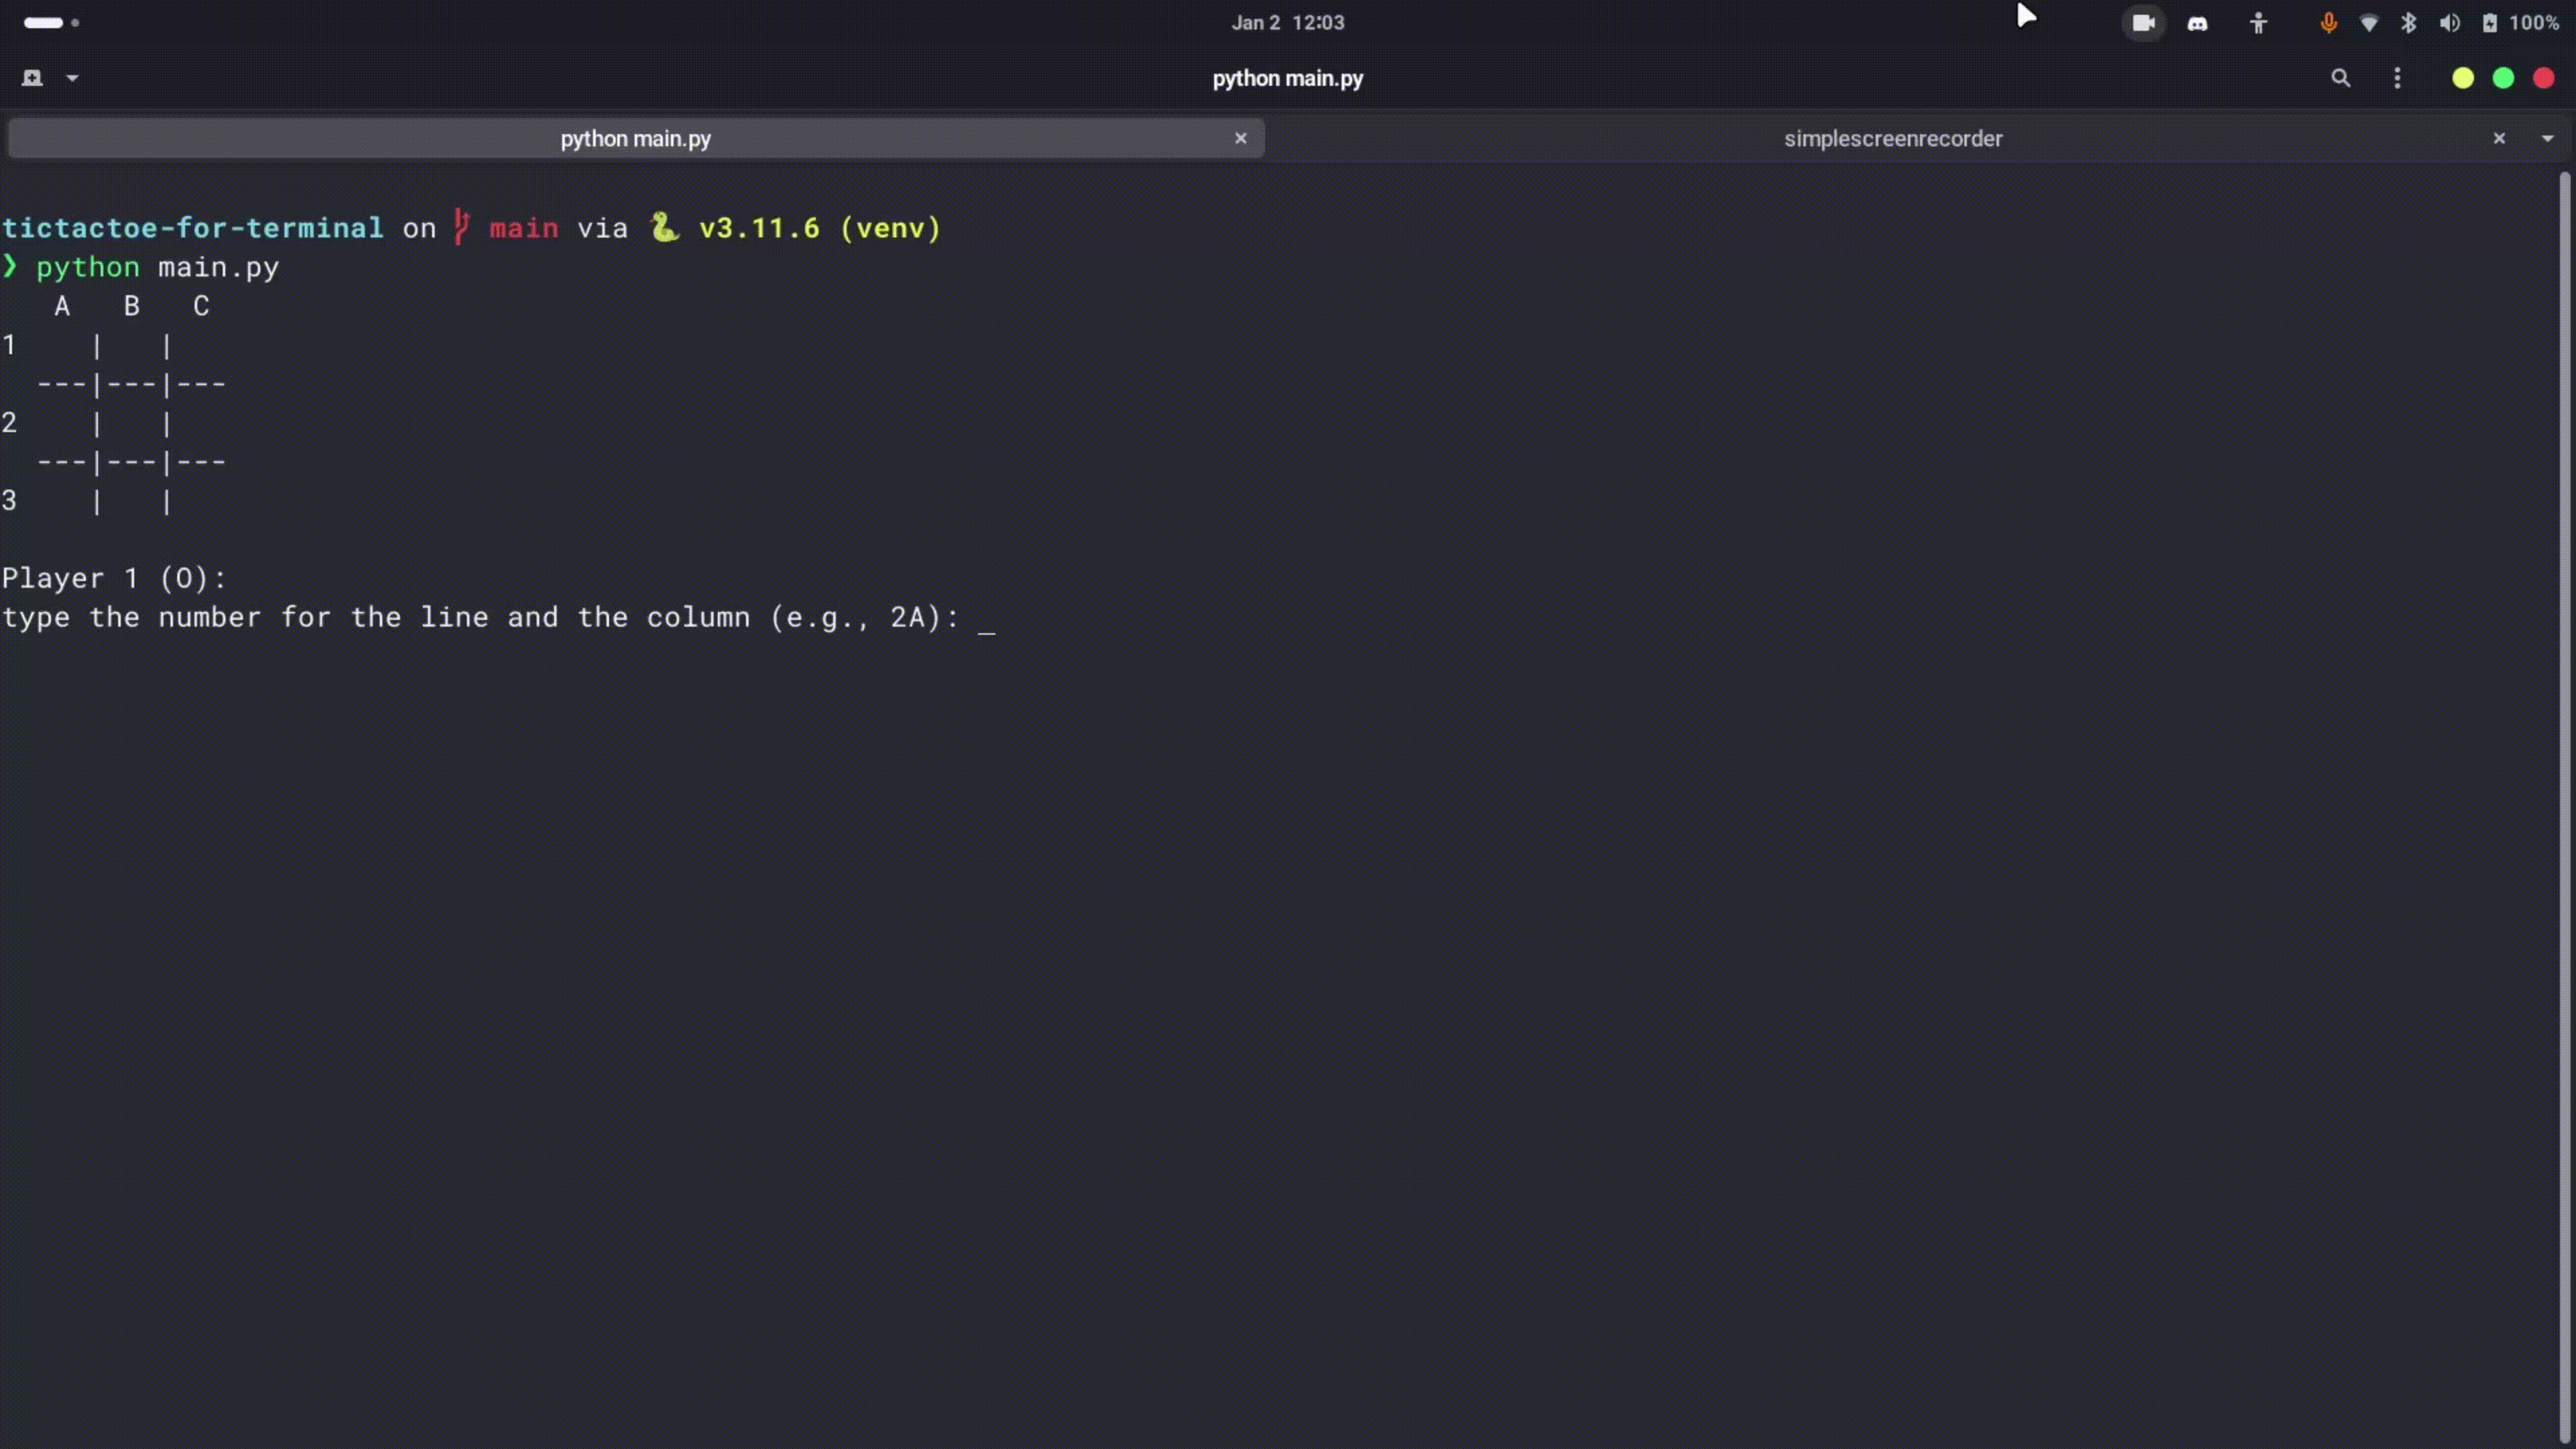 Jan 2 12:03
100%
python main.py
python main.py
simplescreenrecorder
tictactoe-for-terminal on main via v3.11.6 (venv)
❯ python main.py
A B C
1 | |
---|---|---
2 | |
---|---|---
3 | |
Player 1 (O):
type the number for the line and the column (e.g., 2A): _